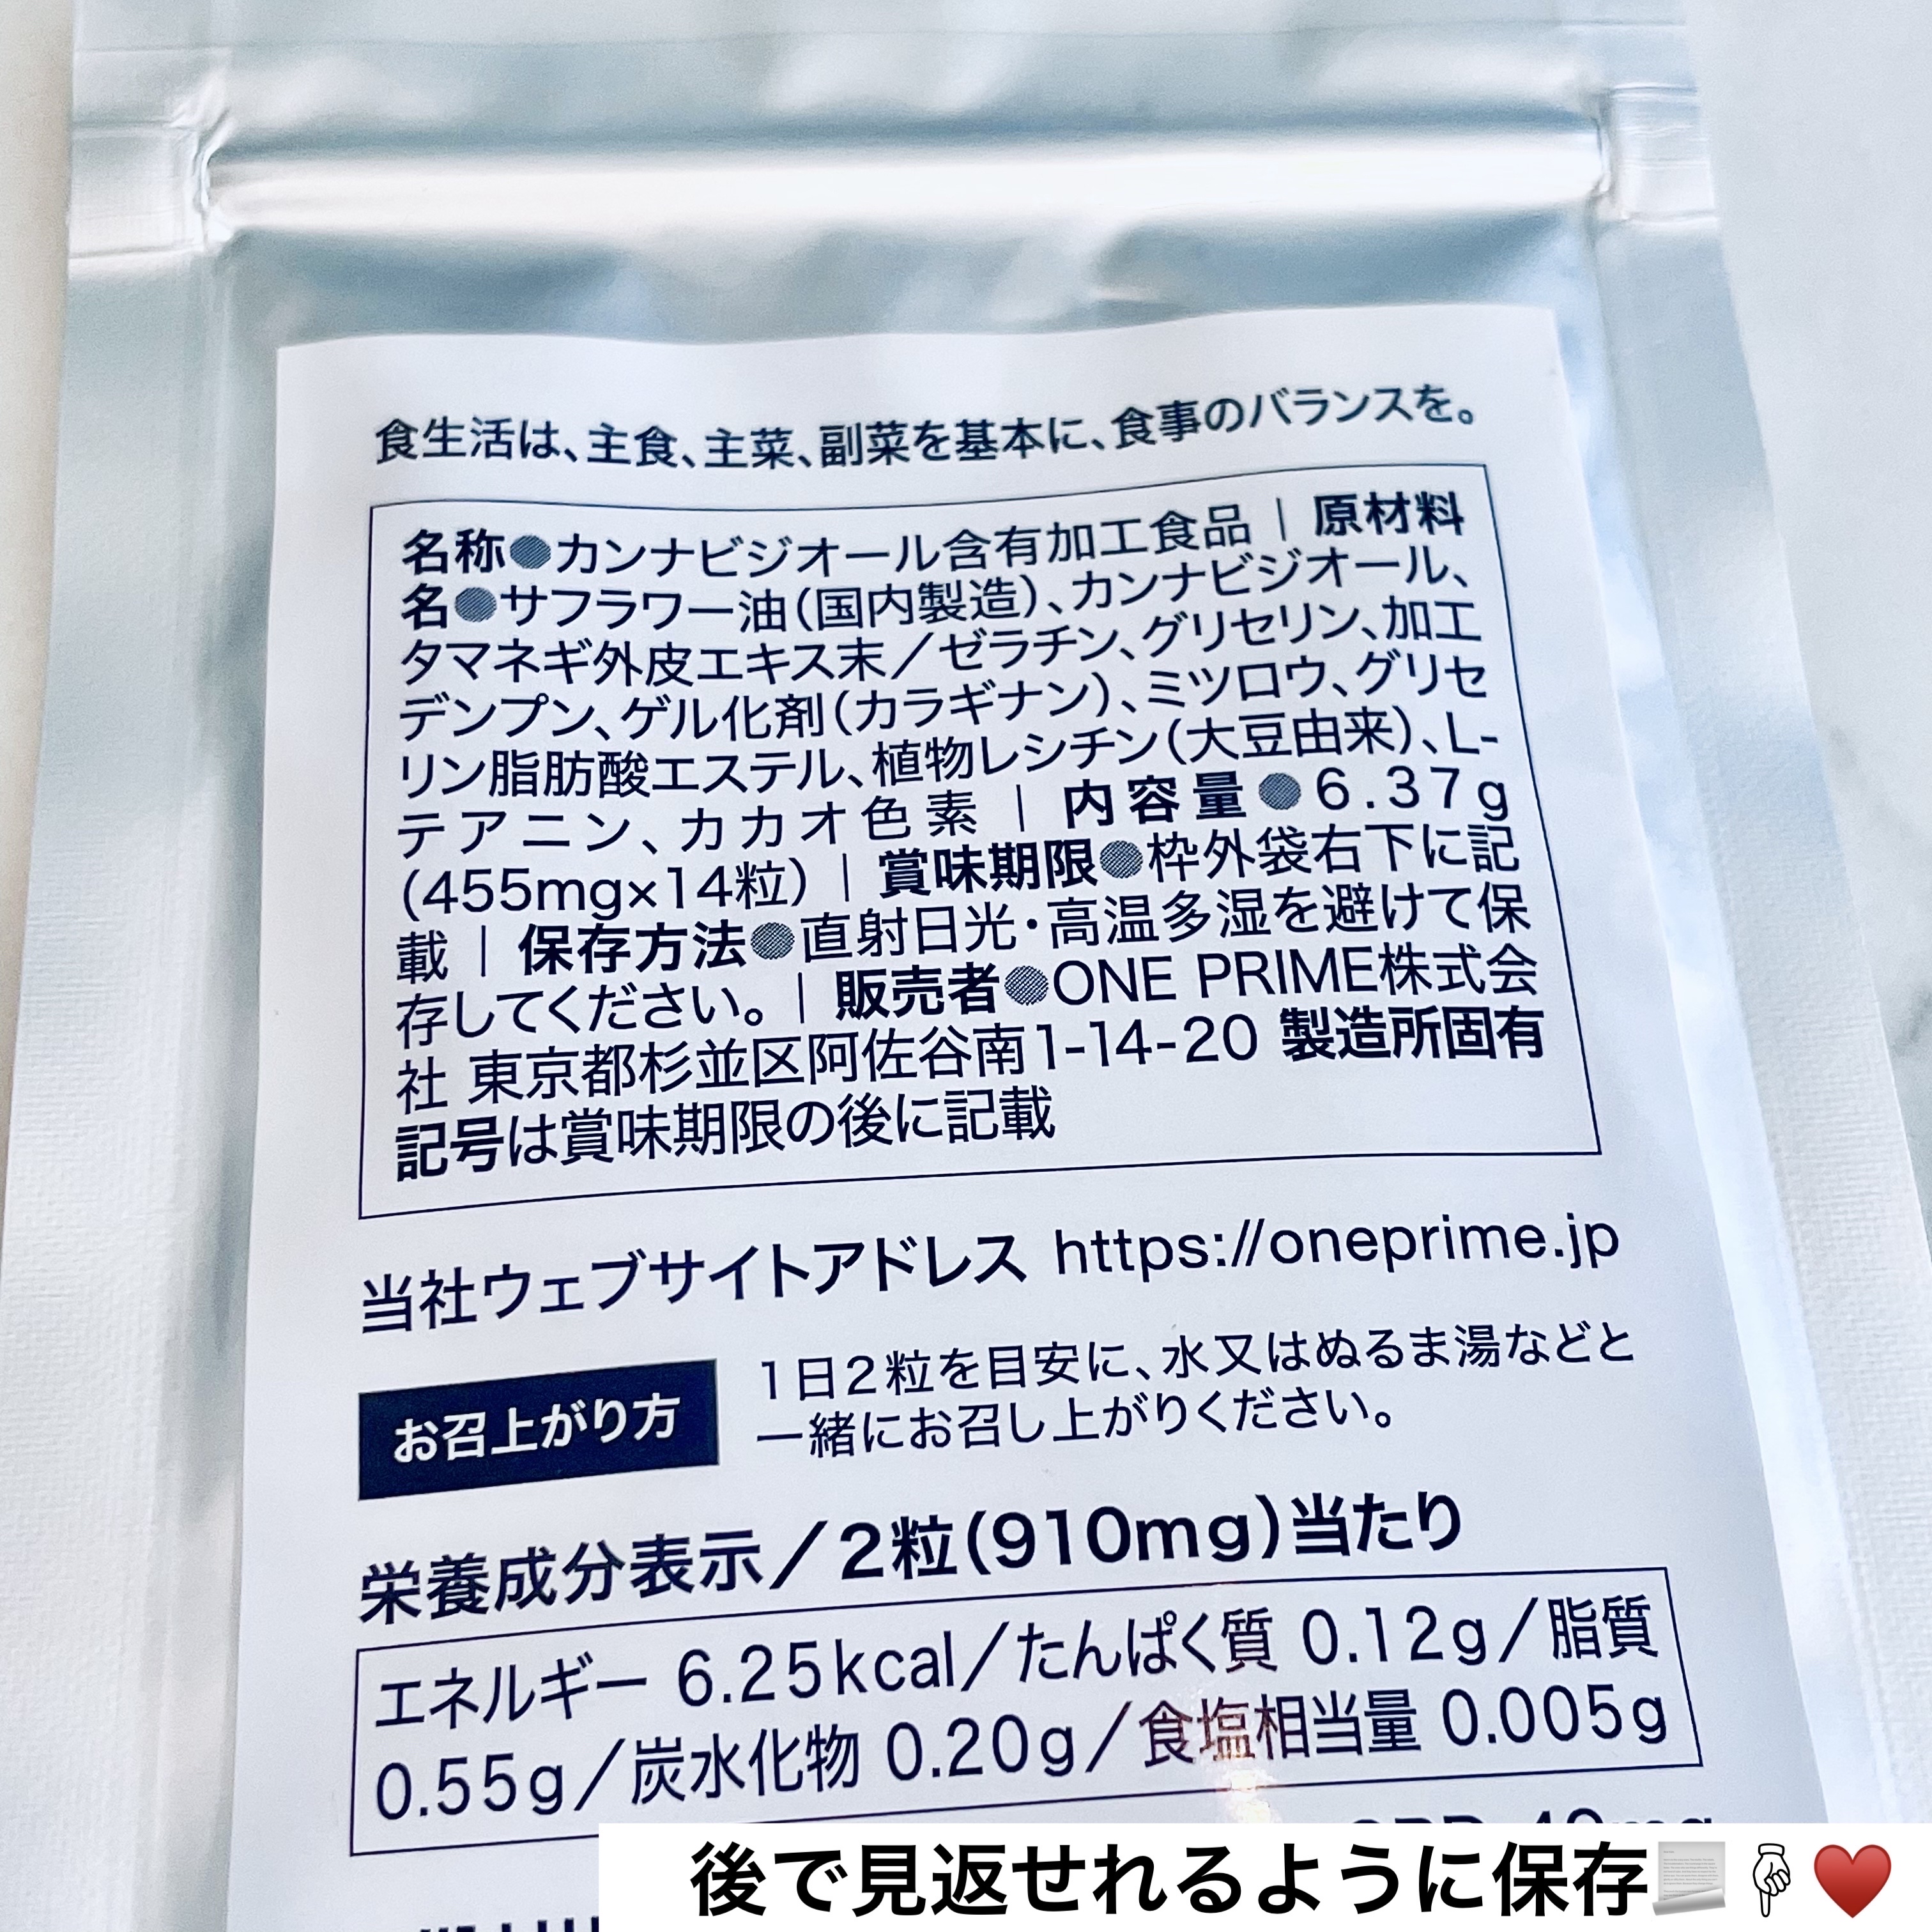 食生活は、主食、主菜、副菜を基本に、食事のバランスを。
名称●カンナビジオール含有加工食品｜原材料
名●サフラワー油(国内製造)、カンナビジオール、
タマネギ外皮エキス末／ゼラチン、グリセリン、加工
デンプン、ゲル化剤(カラギナン)、ミツロウ、グリセ
リン脂肪酸エステル、植物レシチン(大豆由来)、L-
テアニン、カカオ色素｜内容量●6.37g
(455mg×14粒)｜賞味期限●枠外袋右下に記
載｜保存方法●直射日光・高温多湿を避けて保
存してください。｜販売者●ONE PRIME株式会
社 東京都杉並区阿佐谷南1-14-20 製造所固有
記号は賞味期限の後に記載
当社ウェブサイトアドレス https://oneprime.jp
お召上がり方
1日2粒を目安に、水又はぬるま湯などと
一緒にお召し上がりください。
栄養成分表示／2粒(910mg)当たり
エネルギー 6.25kcal／たんぱく質 0.12g／脂質
0.55g／炭水化物 0.20g／食塩相当量 0.005g
後で見返せれるように保存